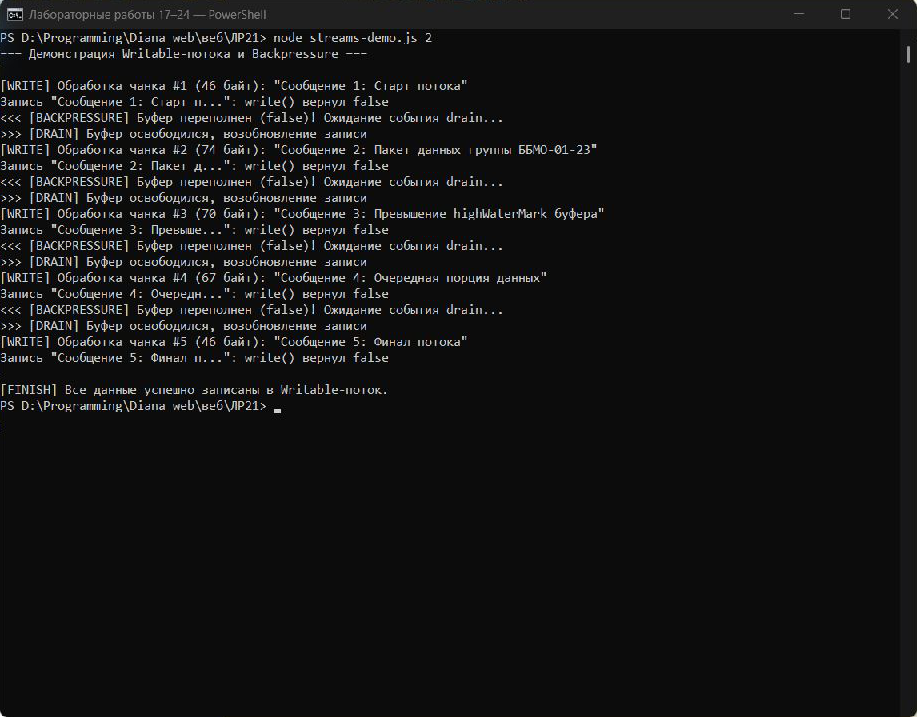 Лабораторные работы 17–24 — PowerShell
PS D:\Programming\Diana web\веб\ЛР21> node streams-demo.js 2
=== Демонстрация Writable-потока и Backpressure ===
[WRITE] Обработка чанка #1 (46 байт): "Сообщение 1: Старт потока"
Запись "Сообщение 1: Старт п...": write() вернул false
<<< [BACKPRESSURE] Буфер переполнен (false)! Ожидание события drain...
>>> [DRAIN] Буфер освободился, возобновление записи
[WRITE] Обработка чанка #2 (74 байт): "Сообщение 2: Пакет данных группы ББМО-01-23"
Запись "Сообщение 2: Пакет д...": write() вернул false
<<< [BACKPRESSURE] Буфер переполнен (false)! Ожидание события drain...
>>> [DRAIN] Буфер освободился, возобновление записи
[WRITE] Обработка чанка #3 (70 байт): "Сообщение 3: Превышение highWaterMark буфера"
Запись "Сообщение 3: Превыше...": write() вернул false
<<< [BACKPRESSURE] Буфер переполнен (false)! Ожидание события drain...
>>> [DRAIN] Буфер освободился, возобновление записи
[WRITE] Обработка чанка #4 (67 байт): "Сообщение 4: Очередная порция данных"
Запись "Сообщение 4: Очередн...": write() вернул false
<<< [BACKPRESSURE] Буфер переполнен (false)! Ожидание события drain...
>>> [DRAIN] Буфер освободился, возобновление записи
[WRITE] Обработка чанка #5 (46 байт): "Сообщение 5: Финал потока"
Запись "Сообщение 5: Финал п...": write() вернул false
[FINISH] Все данные успешно записаны в Writable-поток.
PS D:\Programming\Diana web\веб\ЛР21>